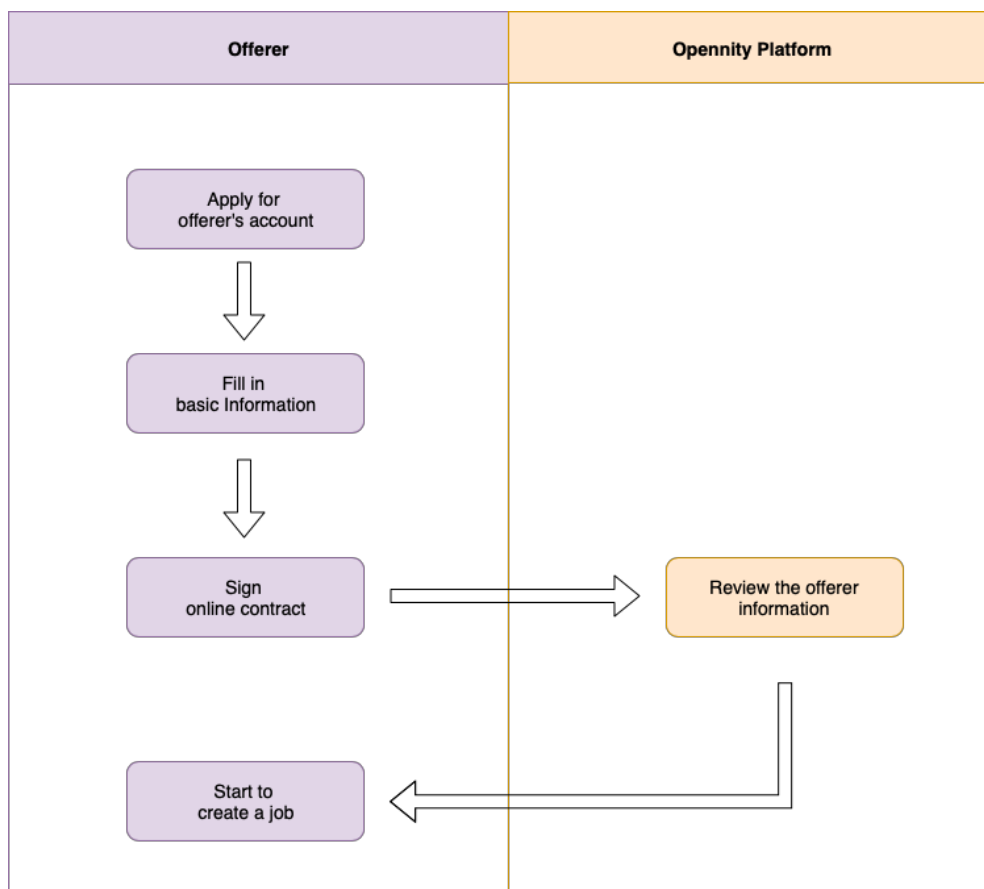 Offerer
Opennity Platform
Apply for
offerer's account
Fill in
basic Information
Sign
online contract
Review the offerer
information
Start to
create a job